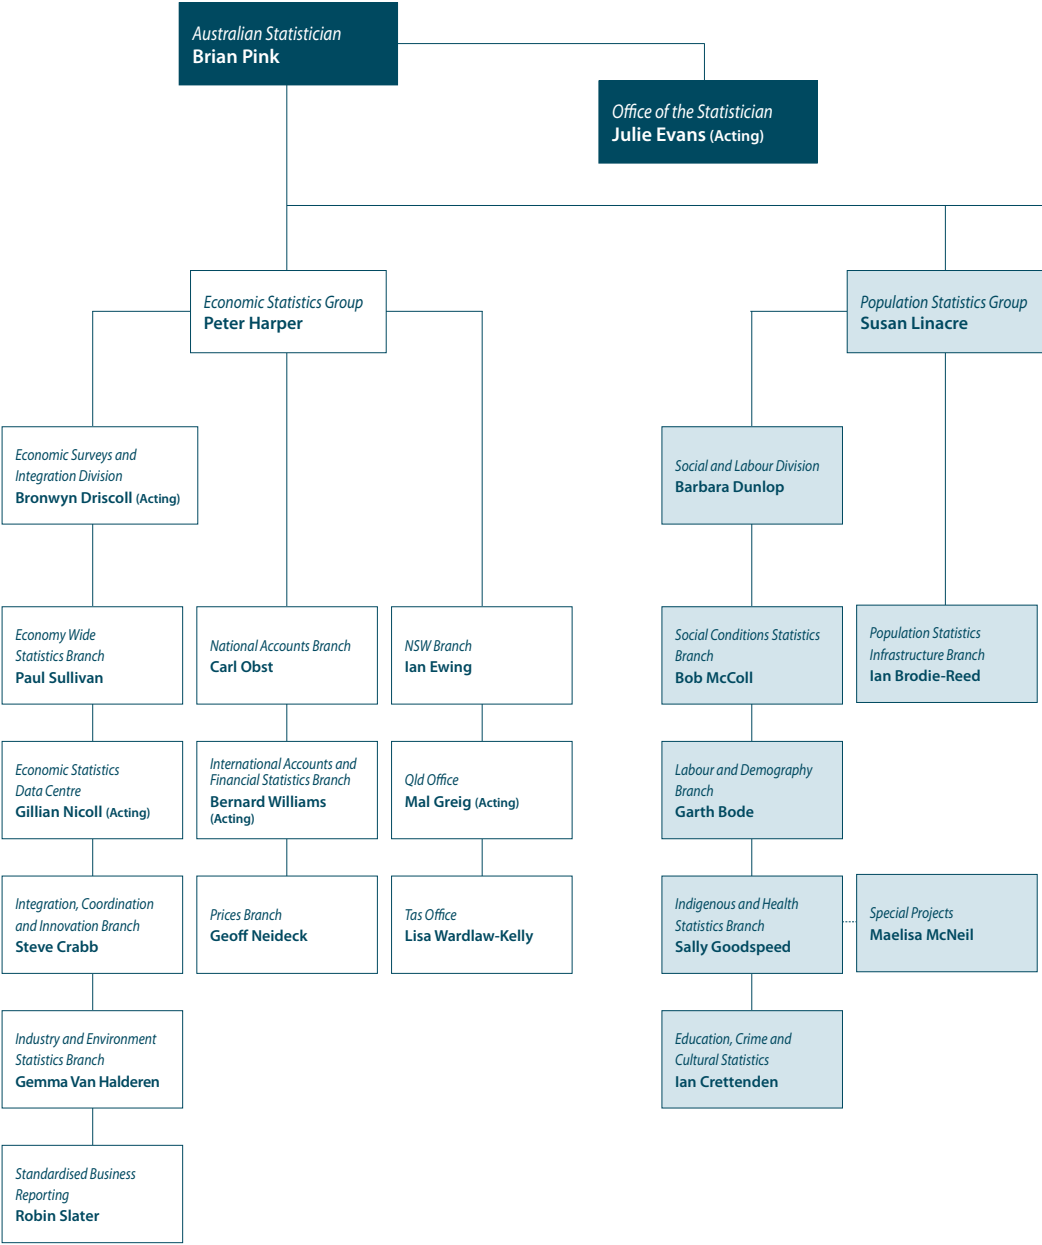 Australian Statistician
Brian Pink
Office of the Statistician
Julie Evans (Acting)
Economic Statistics Group
Peter Harper
Population Statistics Group
Susan Linacre
Economic Surveys and
Integration Division
Bronwyn Driscoll (Acting)
Social and Labour Division
Barbara Dunlop
Economy Wide
Statistics Branch
Paul Sullivan
National Accounts Branch
Carl Obst
NSW Branch
Ian Ewing
Social Conditions Statistics
Branch
Bob McColl
Population Statistics
Infrastructure Branch
Ian Brodie-Reed
Economic Statistics
Data Centre
Gillian Nicoll (Acting)
International Accounts and
Financial Statistics Branch
Bernard Williams
(Acting)
Qld Office
Mal Greig (Acting)
Labour and Demography
Branch
Garth Bode
Integration, Coordination
and Innovation Branch
Steve Crabb
Prices Branch
Geoff Neideck
Tas Office
Lisa Wardlaw-Kelly
Indigenous and Health
Statistics Branch
Sally Goodspeed
Special Projects
Maelisa McNeil
Industry and Environment
Statistics Branch
Gemma Van Halderen
Education, Crime and
Cultural Statistics
Ian Crettenden
Standardised Business
Reporting
Robin Slater